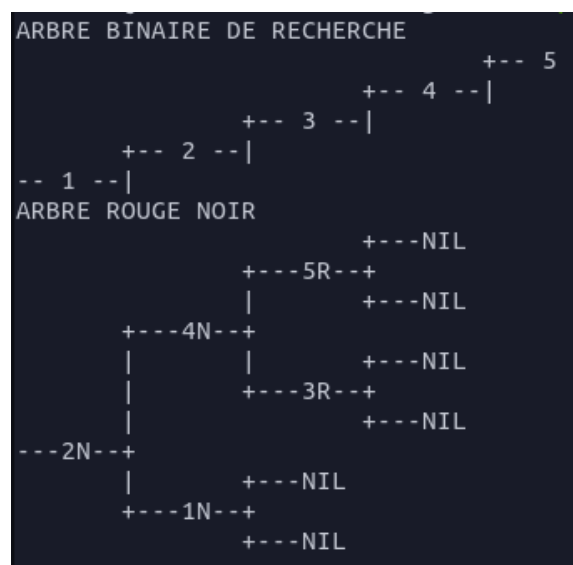 ARBRE BINAIRE DE RECHERCHE
+-- 5
+-- 4 --|
+-- 3 --|
+-- 2 --|
-- 1 --|
ARBRE ROUGE NOIR
+---NIL
+---5R--+
| +---NIL
+---4N--+
| | +---NIL
| +---3R--+
| +---NIL
---2N--+
| +---NIL
+---1N--+
+---NIL